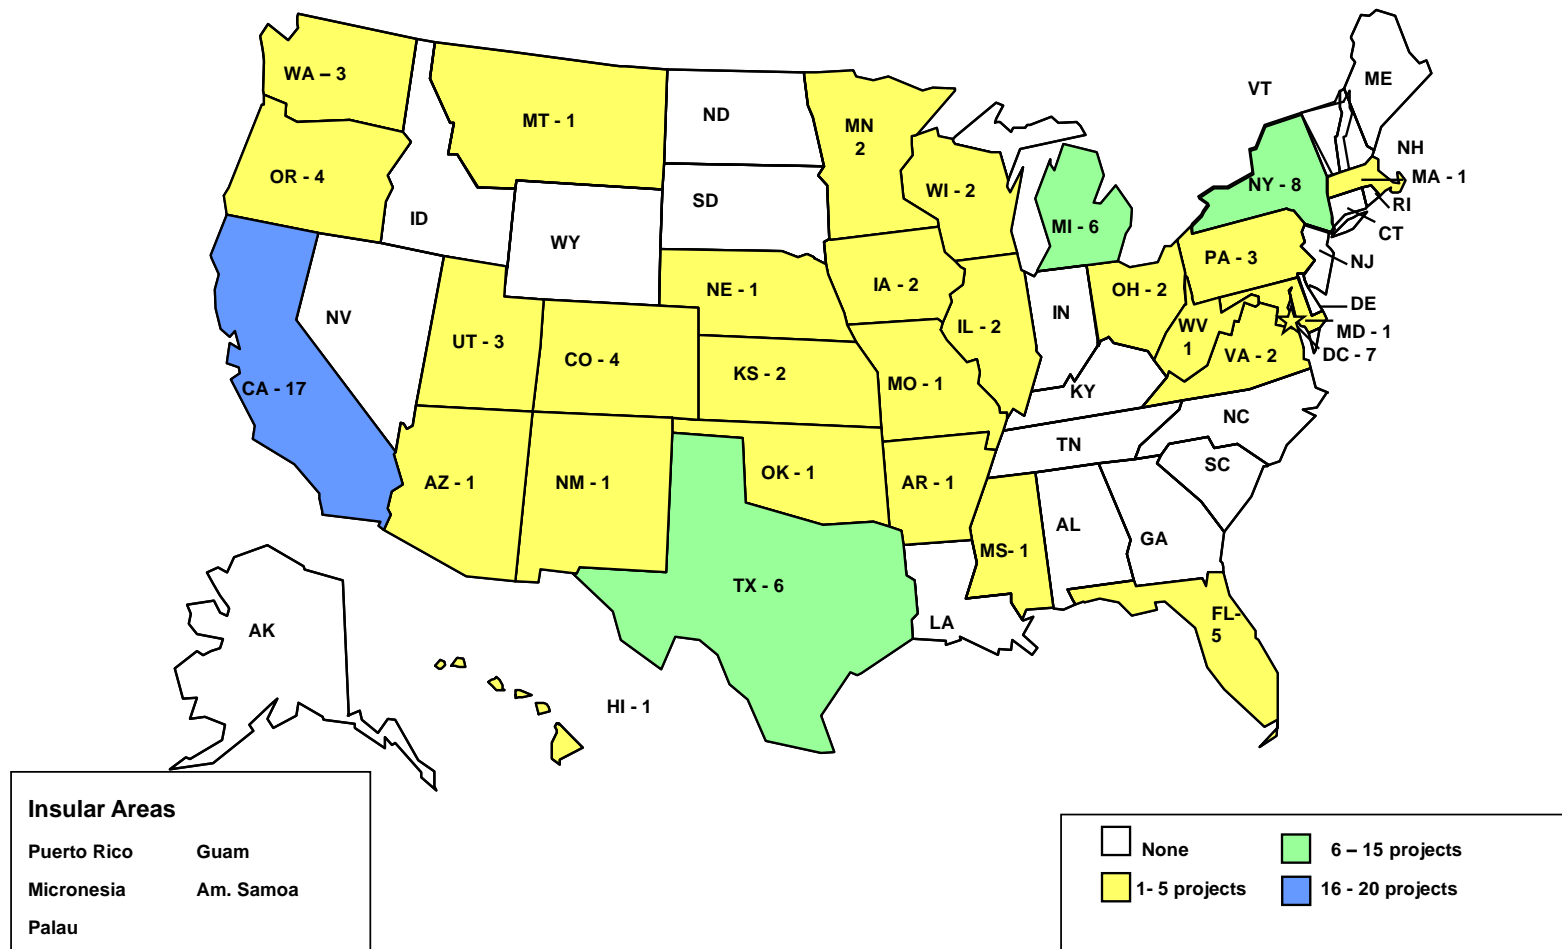 WA – 3
MT - 1
ND
MN
2
VT
ME
OR - 4
ID
SD
WI - 2
MI - 6
NY - 8
NH
MA - 1
RI
CT
WY
NJ
PA - 3
NE - 1
IA - 2
OH - 2
DE
NV
UT - 3
CO - 4
IL - 2
IN
WV
1
MD - 1
VA - 2
DC - 7
CA - 17
KS - 2
MO - 1
KY
NC
TN
SC
AZ - 1
NM - 1
OK - 1
AR - 1
AL
GA
MS- 1
TX - 6
LA
FL-
5
AK
HI - 1
Insular Areas
Puerto Rico Guam
Micronesia Am. Samoa
Palau
None 6 – 15 projects
1- 5 projects 16 - 20 projects